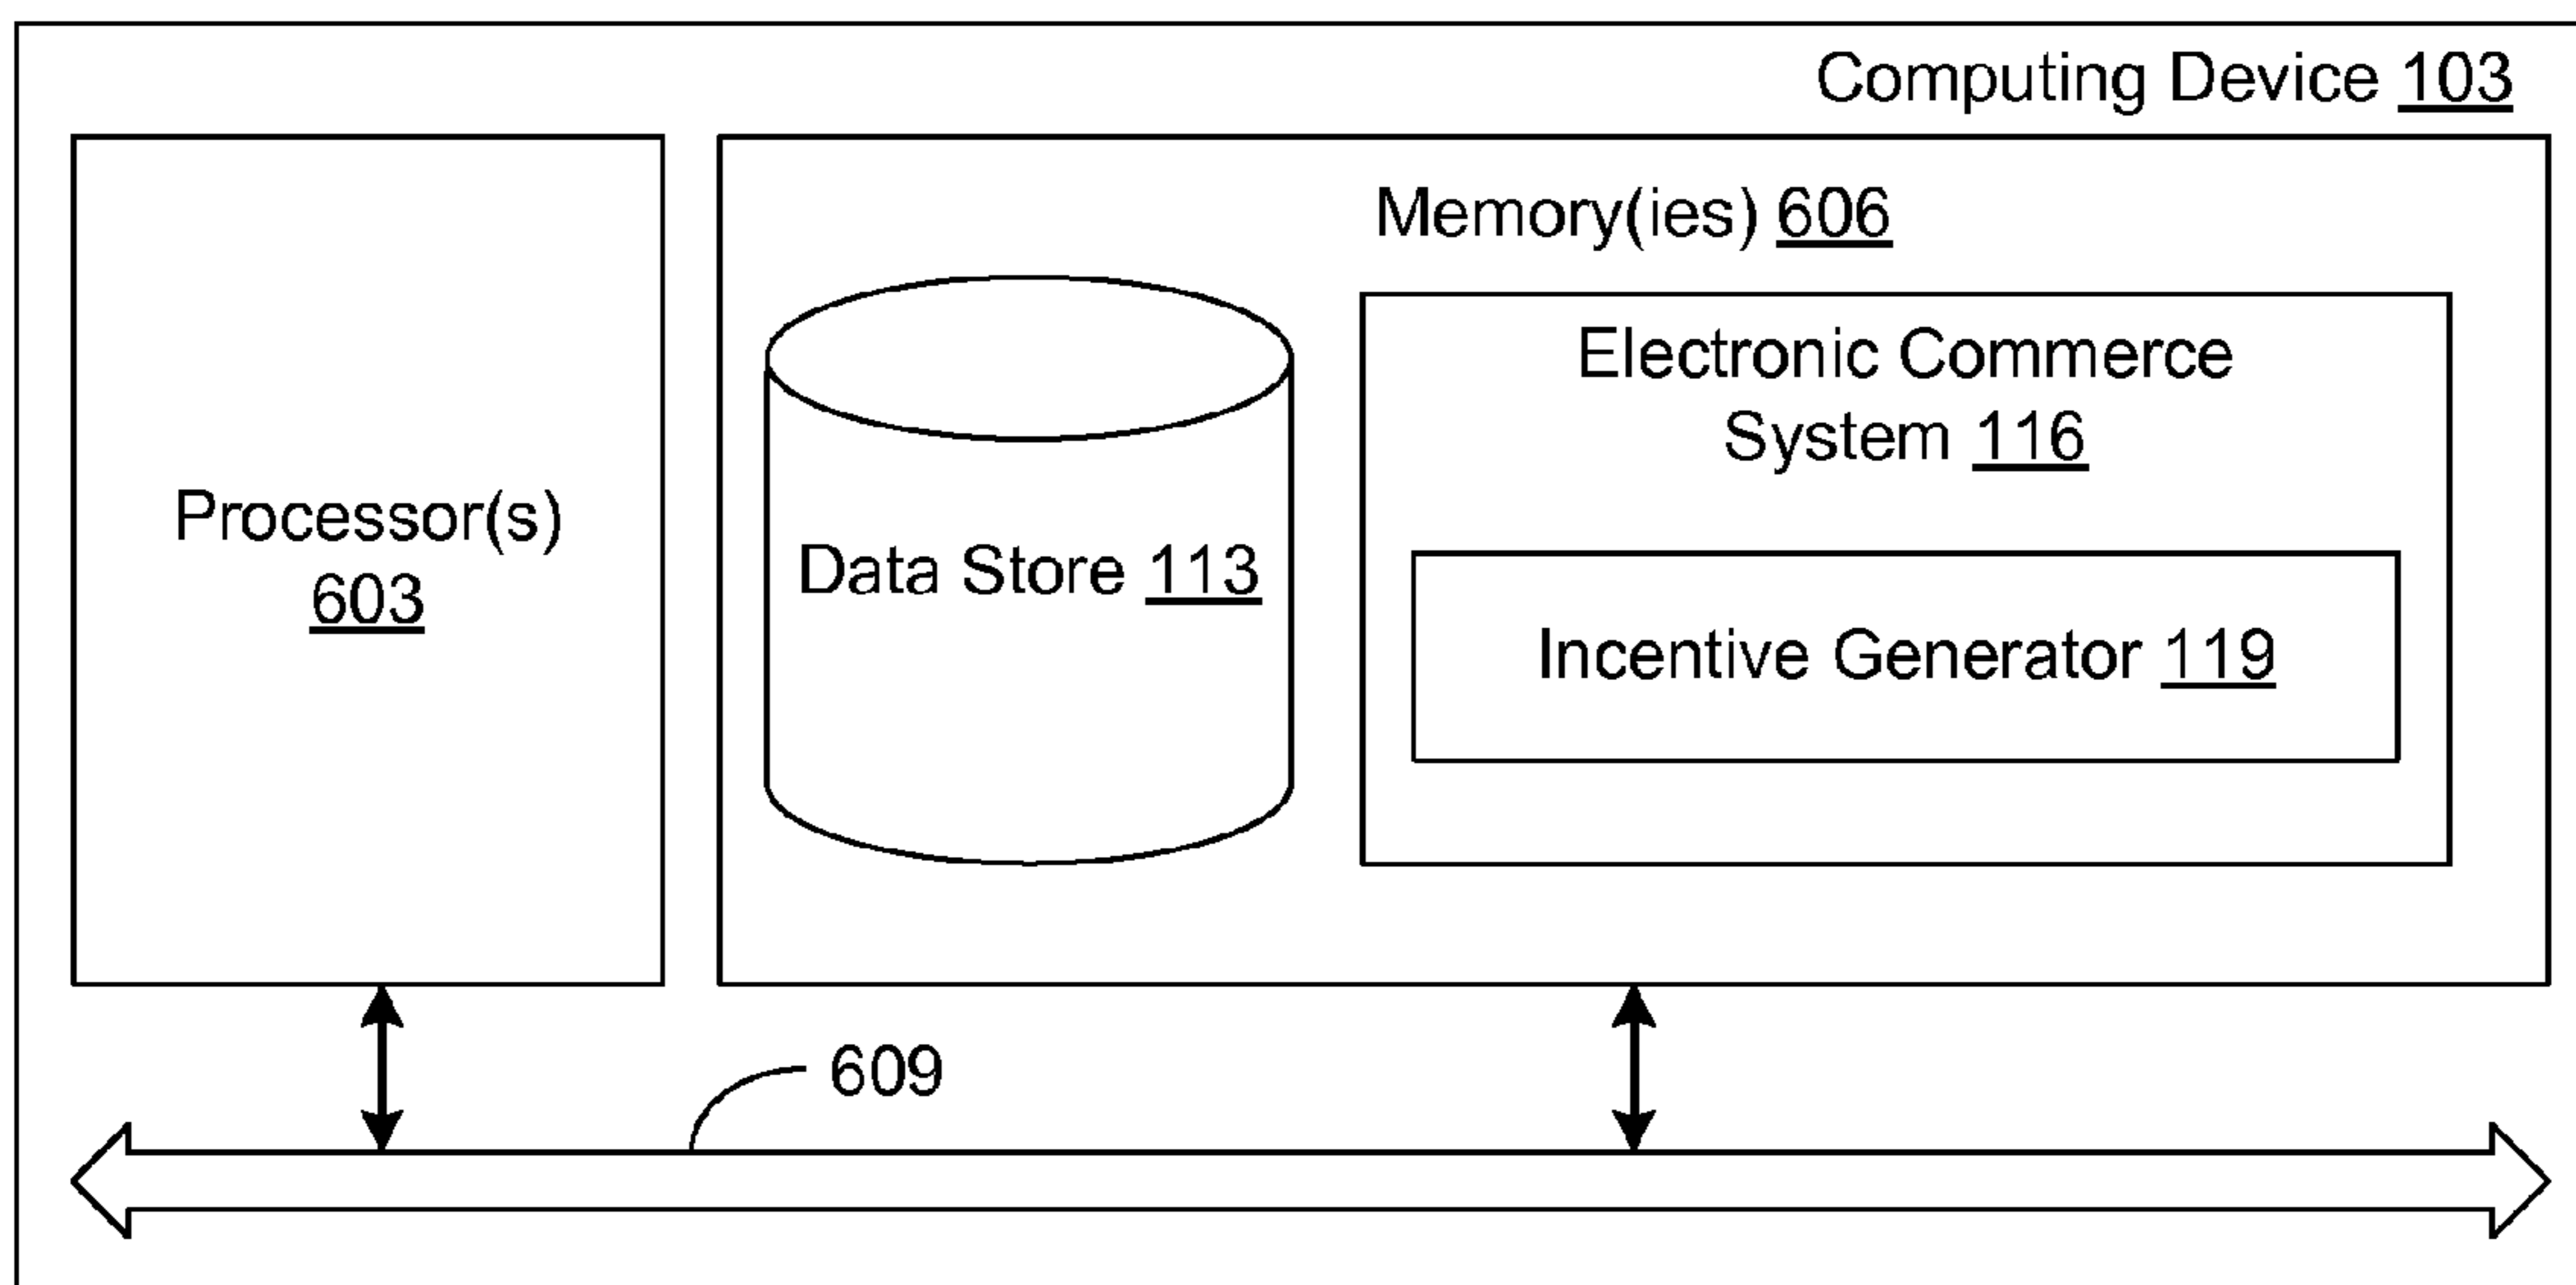 Computing Device 103
Memory(ies) 606
Electronic Commerce
System 116
Processor(s)
603
Data Store 113
Incentive Generator 119
609